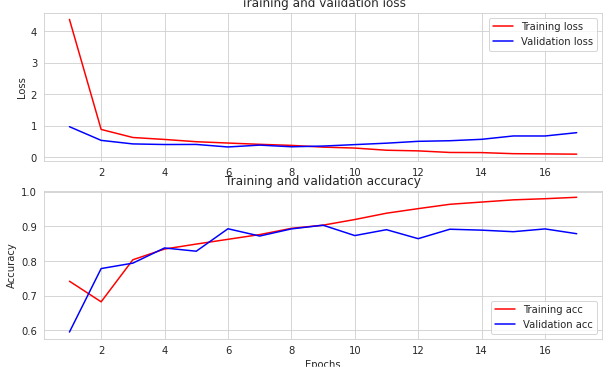 Training and validation loss
4
3
2
1
0
Loss
Training loss
Validation loss
2 4 6 8 10 12 14 16
Training and validation accuracy
1.0
0.9
0.8
0.7
0.6
Accuracy
Training acc
Validation acc
2 4 6 8 10 12 14 16
Epochs